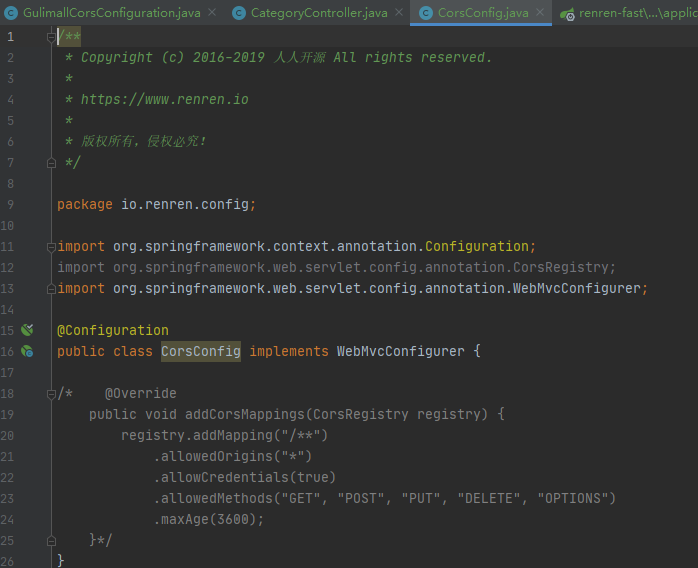 GulimallCorsConfiguration.java CategoryController.java CorsConfig.java renren-fast\...\applic
1 /**
2 * Copyright (c) 2016-2019 人人开源 All rights reserved.
3 *
4 * https://www.renren.io
5 *
6 * 版权所有，侵权必究！
7 */
8
9 package io.renren.config;
10
11 import org.springframework.context.annotation.Configuration;
12 import org.springframework.web.servlet.config.annotation.CorsRegistry;
13 import org.springframework.web.servlet.config.annotation.WebMvcConfigurer;
14
15 @Configuration
16 public class CorsConfig implements WebMvcConfigurer {
17
18 /*    @Override
19 public void addCorsMappings(CorsRegistry registry) {
20 registry.addMapping("/**")
21 .allowedOrigins("*")
22 .allowCredentials(true)
23 .allowedMethods("GET", "POST", "PUT", "DELETE", "OPTIONS")
24 .maxAge(3600);
25 }*/
26 }